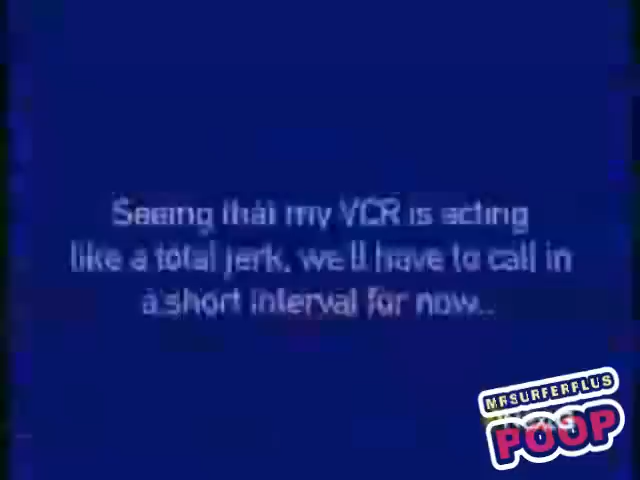 Seeing that my VCR is acting
like a total jerk, we'll have to call in
a short interval for now..
MRSURFERPLUS
POOP